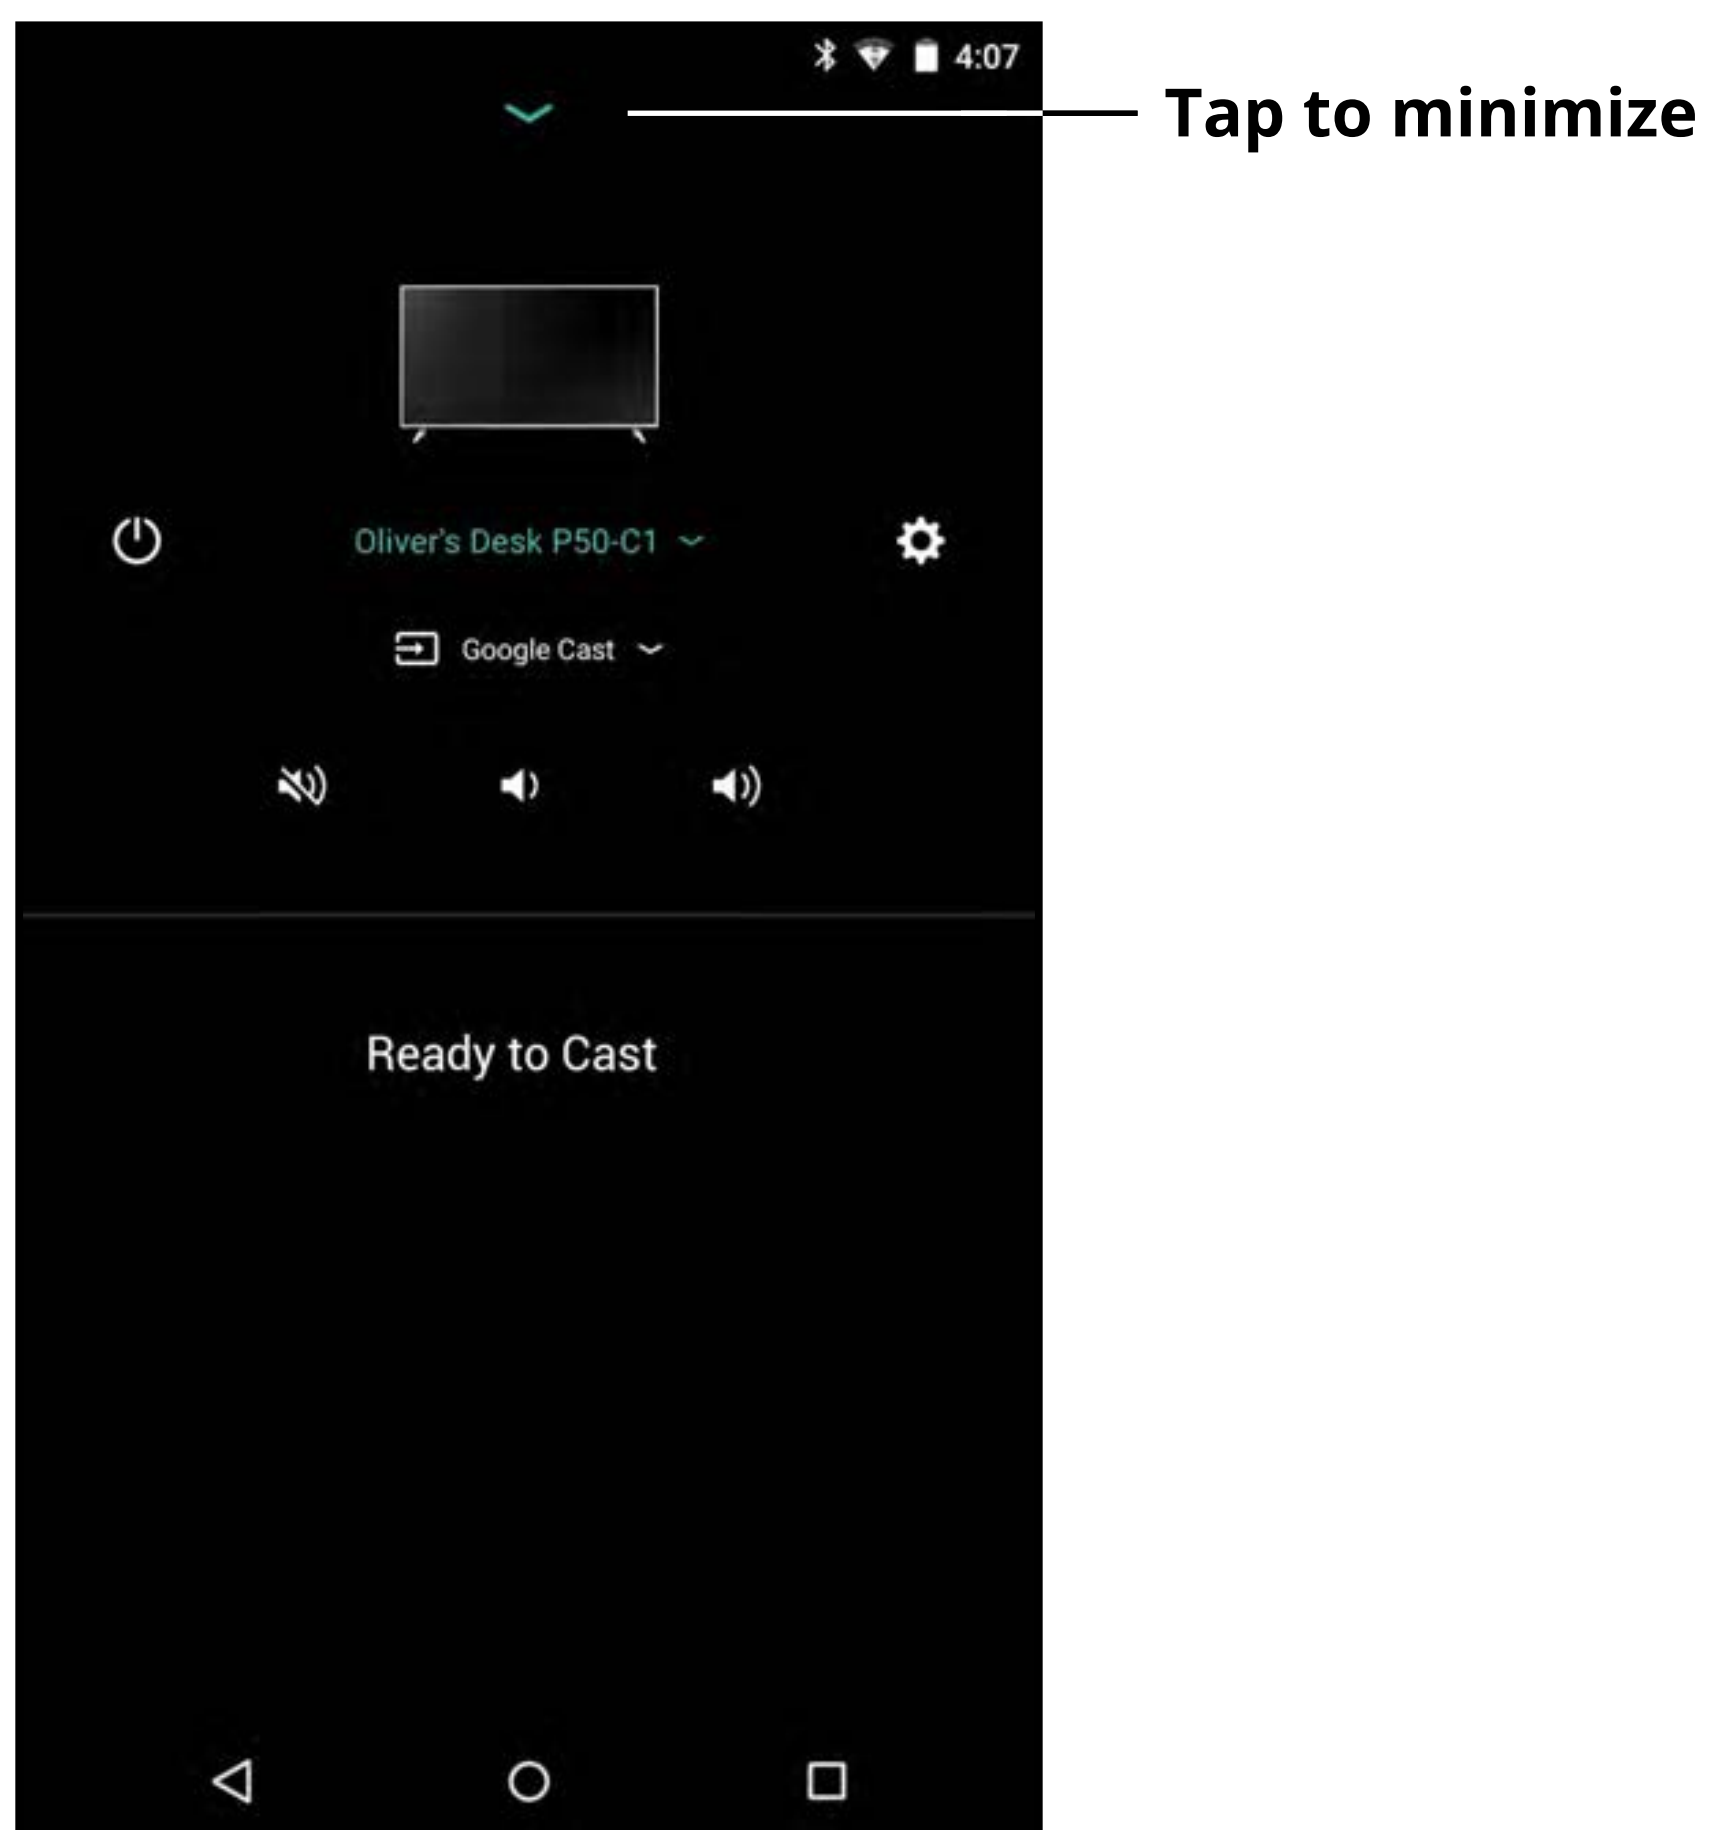 4:07
Tap to minimize
Oliver's Desk P50-C1
Google Cast
Ready to Cast